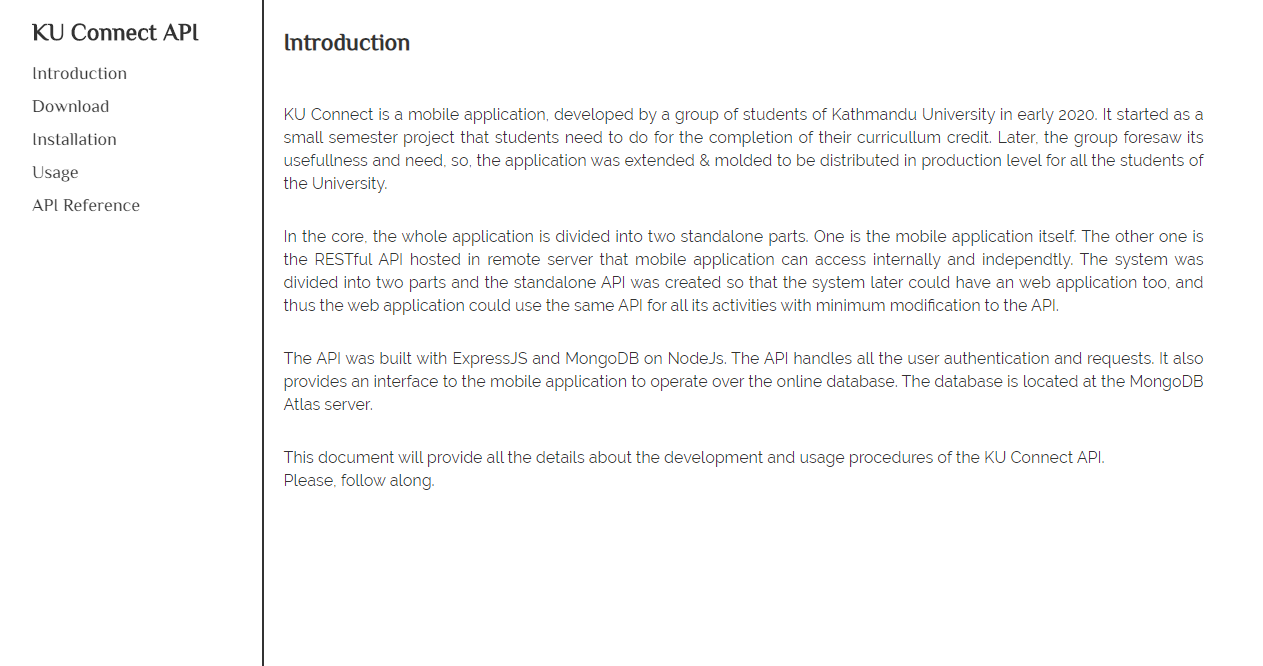 KU Connect API
Introduction
Download
Installation
Usage
API Reference
Introduction
KU Connect is a mobile application, developed by a group of students of Kathmandu University in early 2020. It started as a
small semester project that students need to do for the completion of their curricullum credit. Later, the group foresaw its
usefullness and need, so, the application was extended & molded to be distributed in production level for all the students of
the University.
In the core, the whole application is divided into two standalone parts. One is the mobile application itself. The other one is
the RESTful API hosted in remote server that mobile application can access internally and independtly. The system was
divided into two parts and the standalone API was created so that the system later could have an web application too, and
thus the web application could use the same API for all its activities with minimum modification to the API.
The API was built with ExpressJS and MongoDB on NodeJs. The API handles all the user authentication and requests. It also
provides an interface to the mobile application to operate over the online database. The database is located at the MongoDB
Atlas server.
This document will provide all the details about the development and usage procedures of the KU Connect API.
Please, follow along.